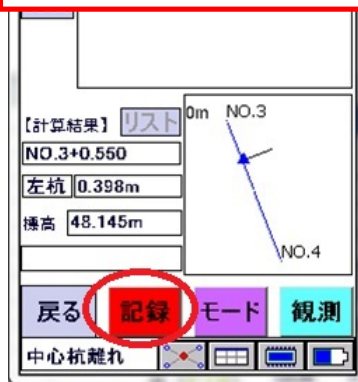 【計算結果】 リスト
NO.3+0.550
左杭 0.398m
標高 48.145m
0m NO.3
NO.4
戻る 記録 モード 観測
中心杭離れ